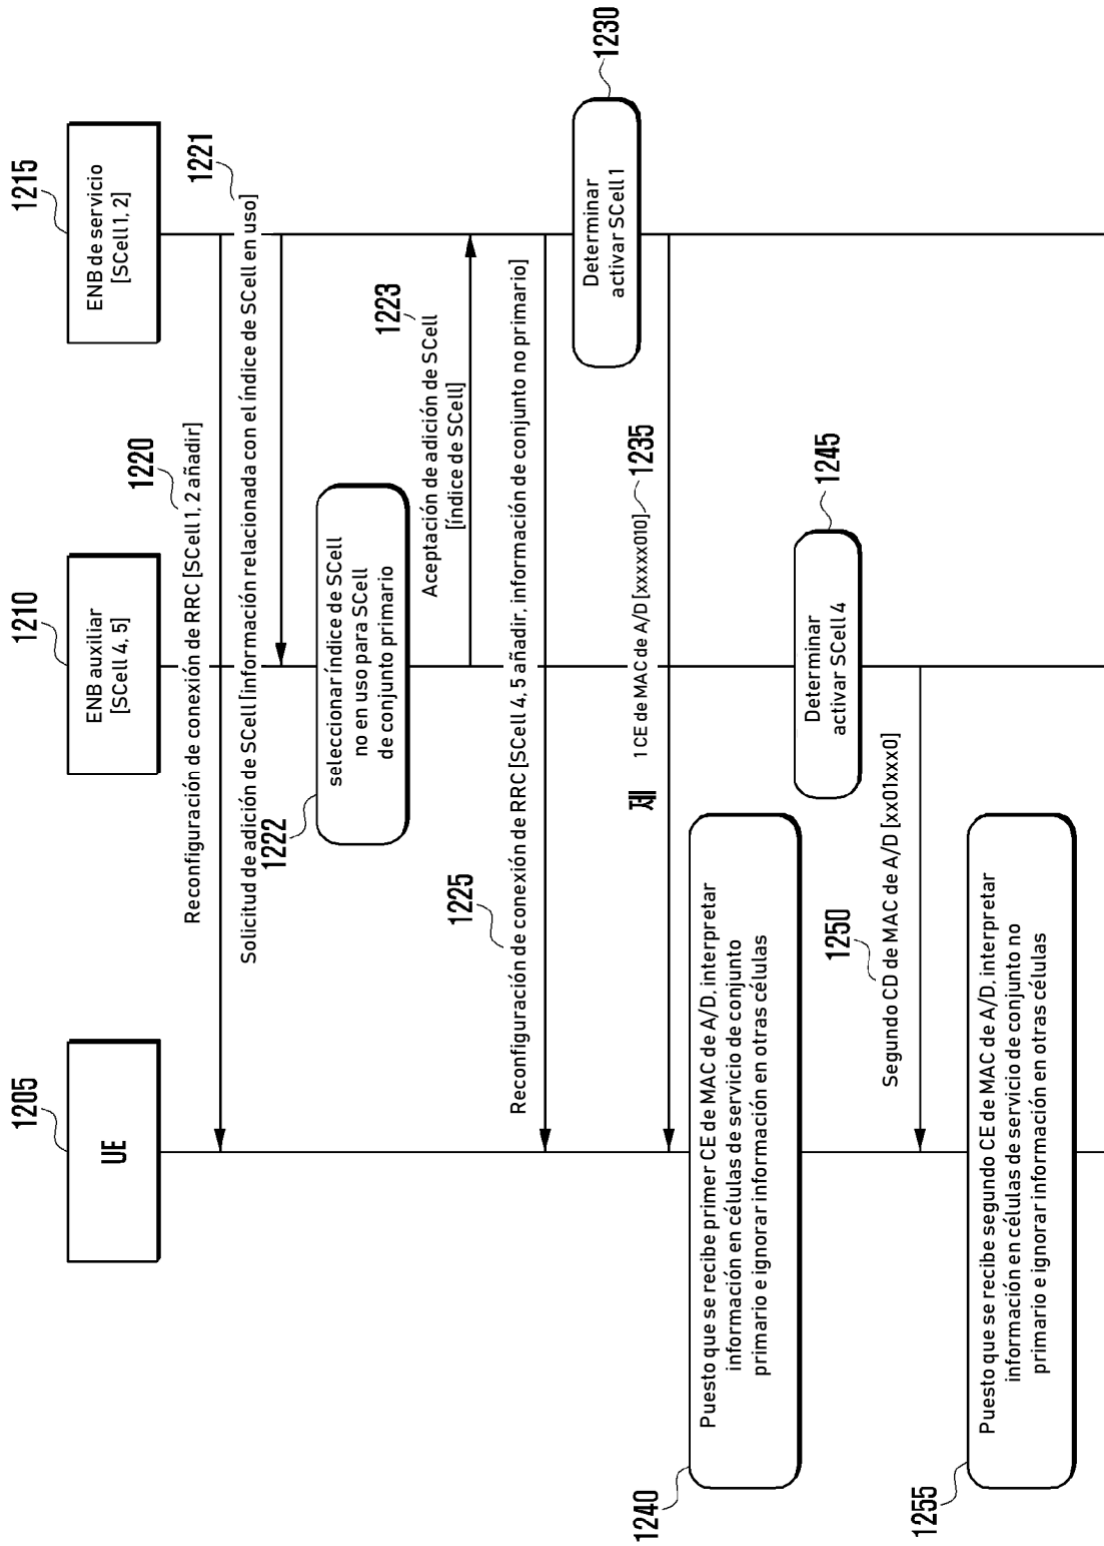 1205
UE
1210
ENB auxiliar
[SCell 4, 5]
1215
ENB de servicio
[SCell 1, 2]
1220
Reconfiguración de conexión de RRC [SCell 1, 2 añadir]
1221
Solicitud de adición de SCell [información relacionada con el índice de SCell en uso]
1222
seleccionar índice de SCell
no en uso para SCell
de conjunto primario
1223
Aceptación de adición de SCell
[índice de SCell]
1225
Reconfiguración de conexión de RRC [SCell 4, 5 añadir, información de conjunto no primario]
1230
Determinar
activar SCell 1
제 1 CE de MAC de A/D [xxxxx010] 1235
1240
Puesto que se recibe primer CE de MAC de A/D, interpretar
información en células de servicio de conjunto
primario e ignorar información en otras células
1245
Determinar
activar SCell 4
1250
Segundo CD de MAC de A/D [xx01xxx0]
1255
Puesto que se recibe segundo CE de MAC de A/D, interpretar
información en células de servicio de conjunto no
primario e ignorar información en otras células